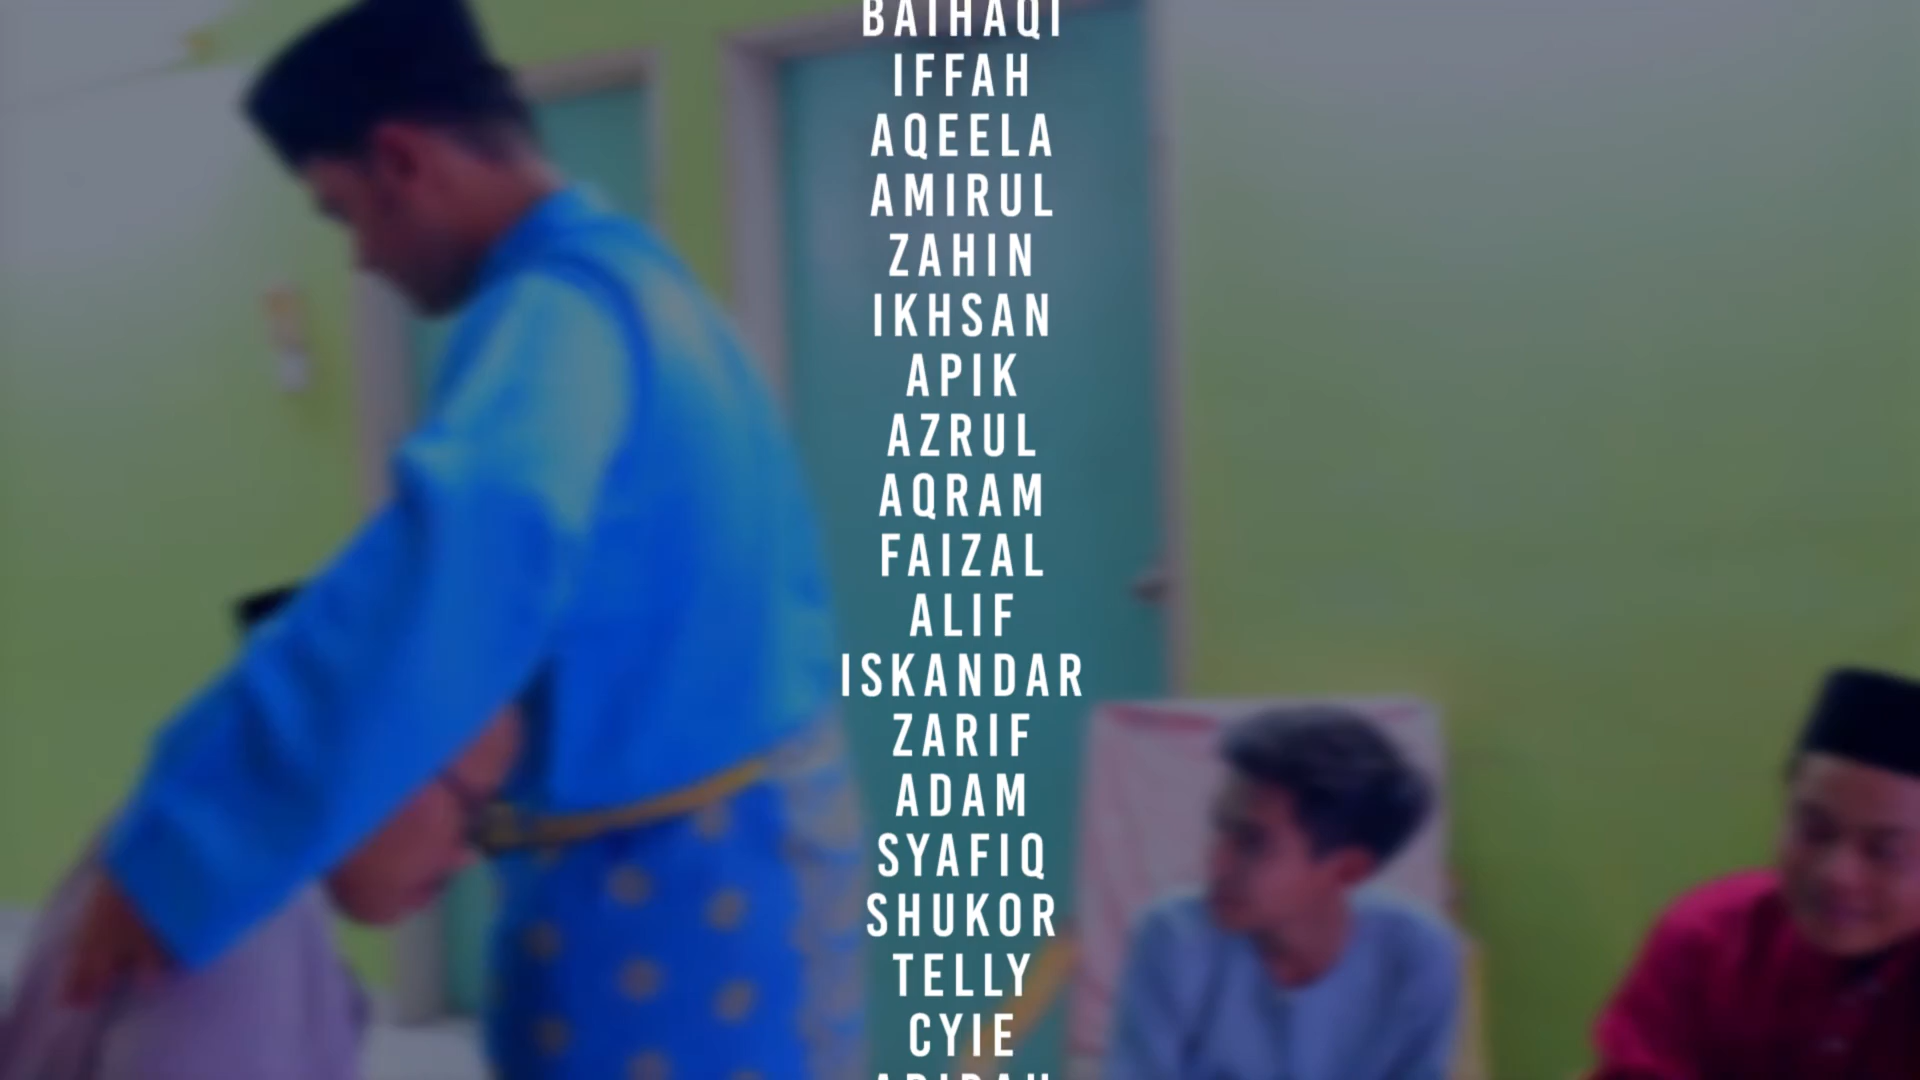 BAIHAQI
IFFAH
AQEELA
AMIRUL
ZAHIN
IKHSAN
APIK
AZRUL
AQRAM
FAIZAL
ALIF
ISKANDAR
ZARIF
ADAM
SYAFIQ
SHUKOR
TELLY
CYIE